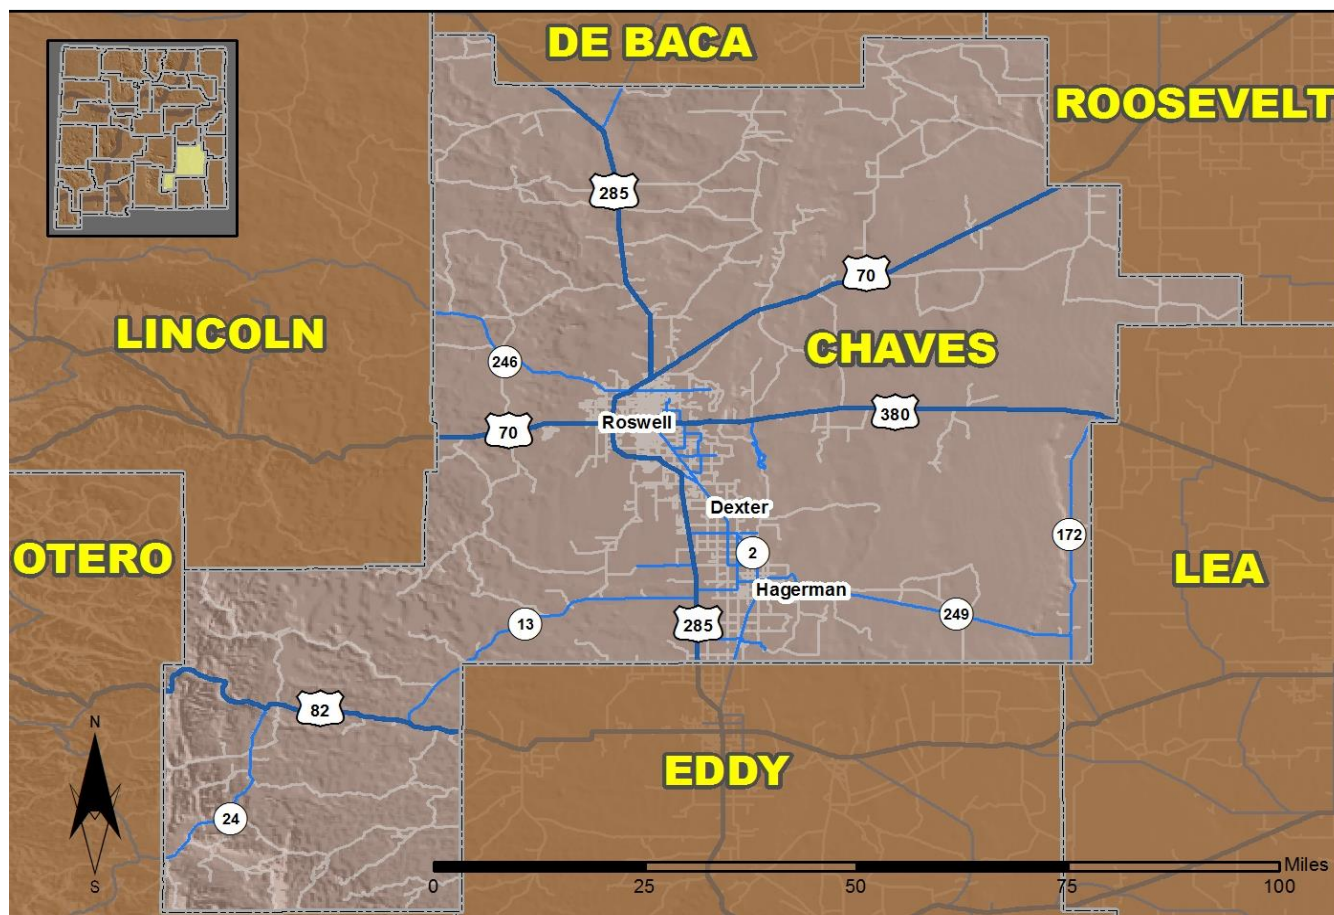 DE BACA
ROOSEVELT
285
70
LINCOLN
CHAVES
246
380
70
Roswell
Dexter
172
2
OTERO
LEA
Hagerman
249
13
285
82
N
EDDY
24
S
Miles
0 25 50 75 100